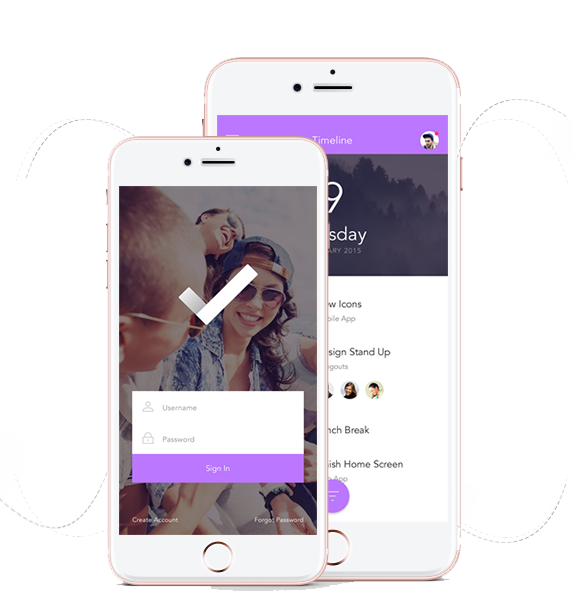 Timeline
9
sday
ARY 2015
w Icons
bile App
sign Stand Up
gouts
nch Break
ish Home Screen
e App
Username
Password
Sign In
Create Account
Forgot Password